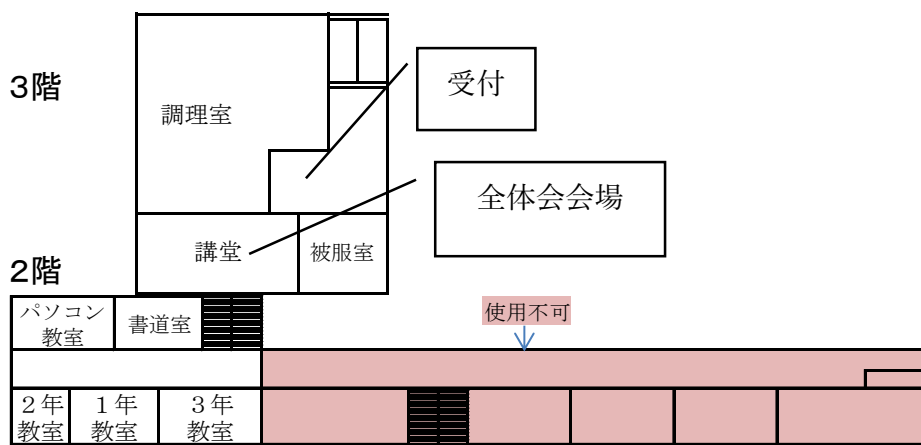 3階
調理室
受付
全体会会場
講堂
被服室
2階
パソコン
教室
書道室
使用不可
2年
教室
1年
教室
3年
教室